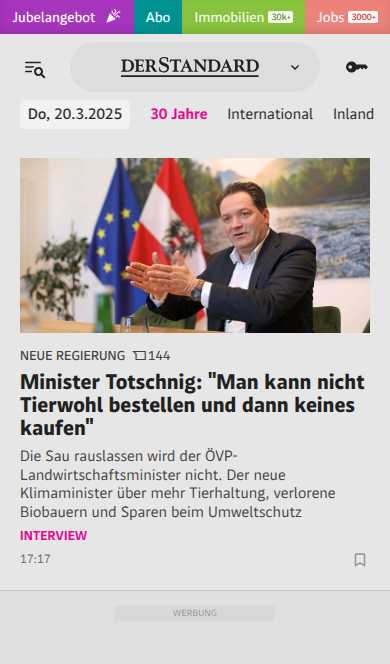 Jubelangebot Abo Immobilien 30k+ Jobs 3000+
DERSTANDARD
Do, 20.3.2025 30 Jahre International Inland
NEUE REGIERUNG 144
Minister Totschnig: "Man kann nicht
Tierwohl bestellen und dann keines
kaufen"
Die Sau rauslassen wird der ÖVP-
Landwirtschaftsminister nicht. Der neue
Klimaminister über mehr Tierhaltung, verlorene
Biobauern und Sparen beim Umweltschutz
INTERVIEW
17:17
WERBUNG